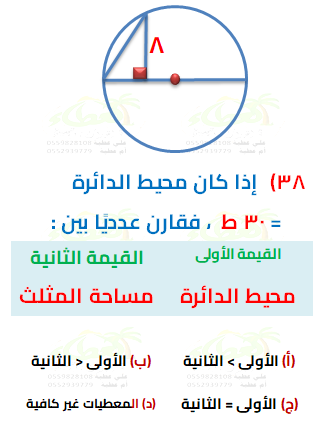 ٨
٣٨) إذا كان محيط الدائرة
= ٣٠ ط ، فقارن عدديًا بين :
القيمة الأولى القيمة الثانية
محيط الدائرة مساحة المثلث
(أ) الأولى > الثانية (ب) الأولى < الثانية
(ج) الأولى = الثانية (د) المعطيات غير كافية